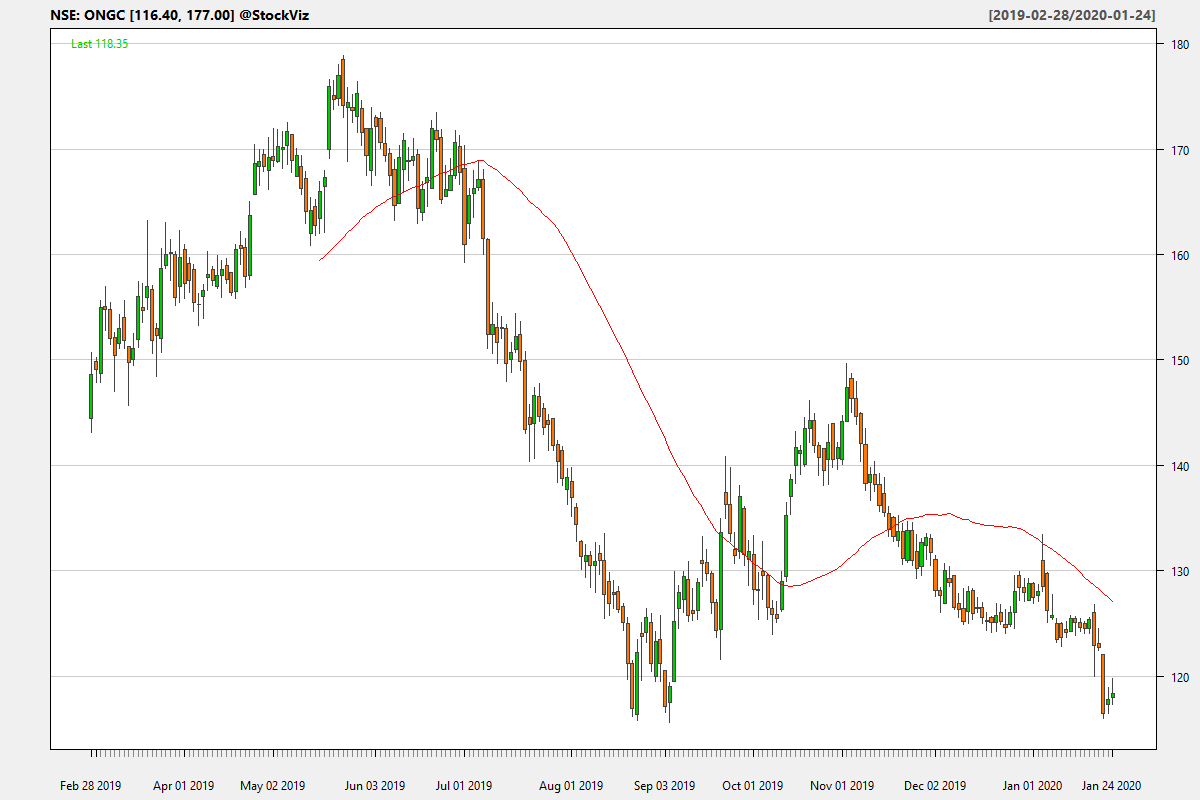 NSE: ONGC [116.40, 177.00] @StockViz
[2019-02-28/2020-01-24]
Last 118.35
180
170
160
150
140
130
120
Feb 28 2019
Apr 01 2019
May 02 2019
Jun 03 2019
Jul 01 2019
Aug 01 2019
Sep 03 2019
Oct 01 2019
Nov 01 2019
Dec 02 2019
Jan 01 2020
Jan 24 2020